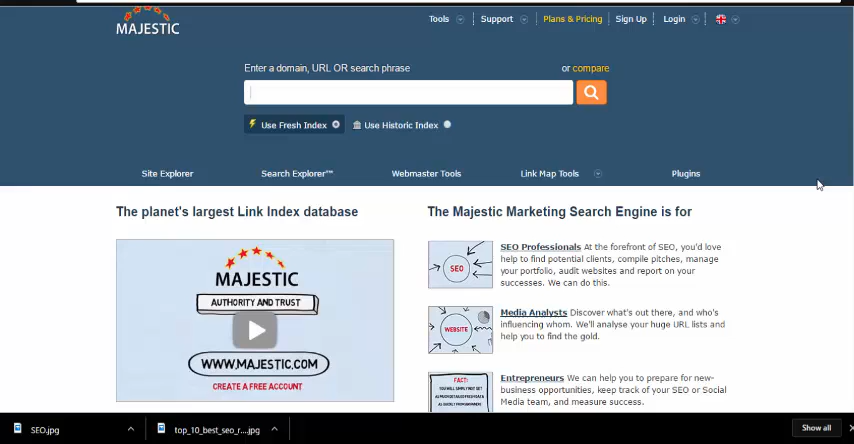 MAJESTIC
Tools Support Plans & Pricing Sign Up Login
Enter a domain, URL OR search phrase or compare
Use Fresh Index Use Historic Index
Site Explorer Search Explorer™ Webmaster Tools Link Map Tools Plugins
The planet's largest Link Index database
MAJESTIC
AUTHORITY AND TRUST
WWW.MAJESTIC.COM
CREATE A FREE ACCOUNT
The Majestic Marketing Search Engine is for
SEO
SEO Professionals At the forefront of SEO, you'd love
help to find potential clients, compile pitches, manage
your portfolio, audit websites and report on your
successes. We can do this.
WEBSITE
Media Analysts Discover what's out there, and who's
influencing whom. We'll analyse your huge URL lists and
help you to find the gold.
FACT:
Entrepreneurs We can help you to prepare for new-
business opportunities, keep track of your SEO or Social
Media team, and measure success.
SEO.jpg top_10_best_seo_r....jpg Show all